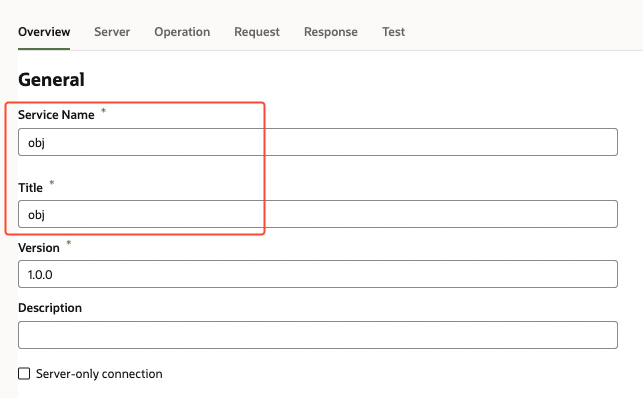 Overview Server Operation Request Response Test
General
Service Name *
obj
Title *
obj
Version *
1.0.0
Description
Server-only connection